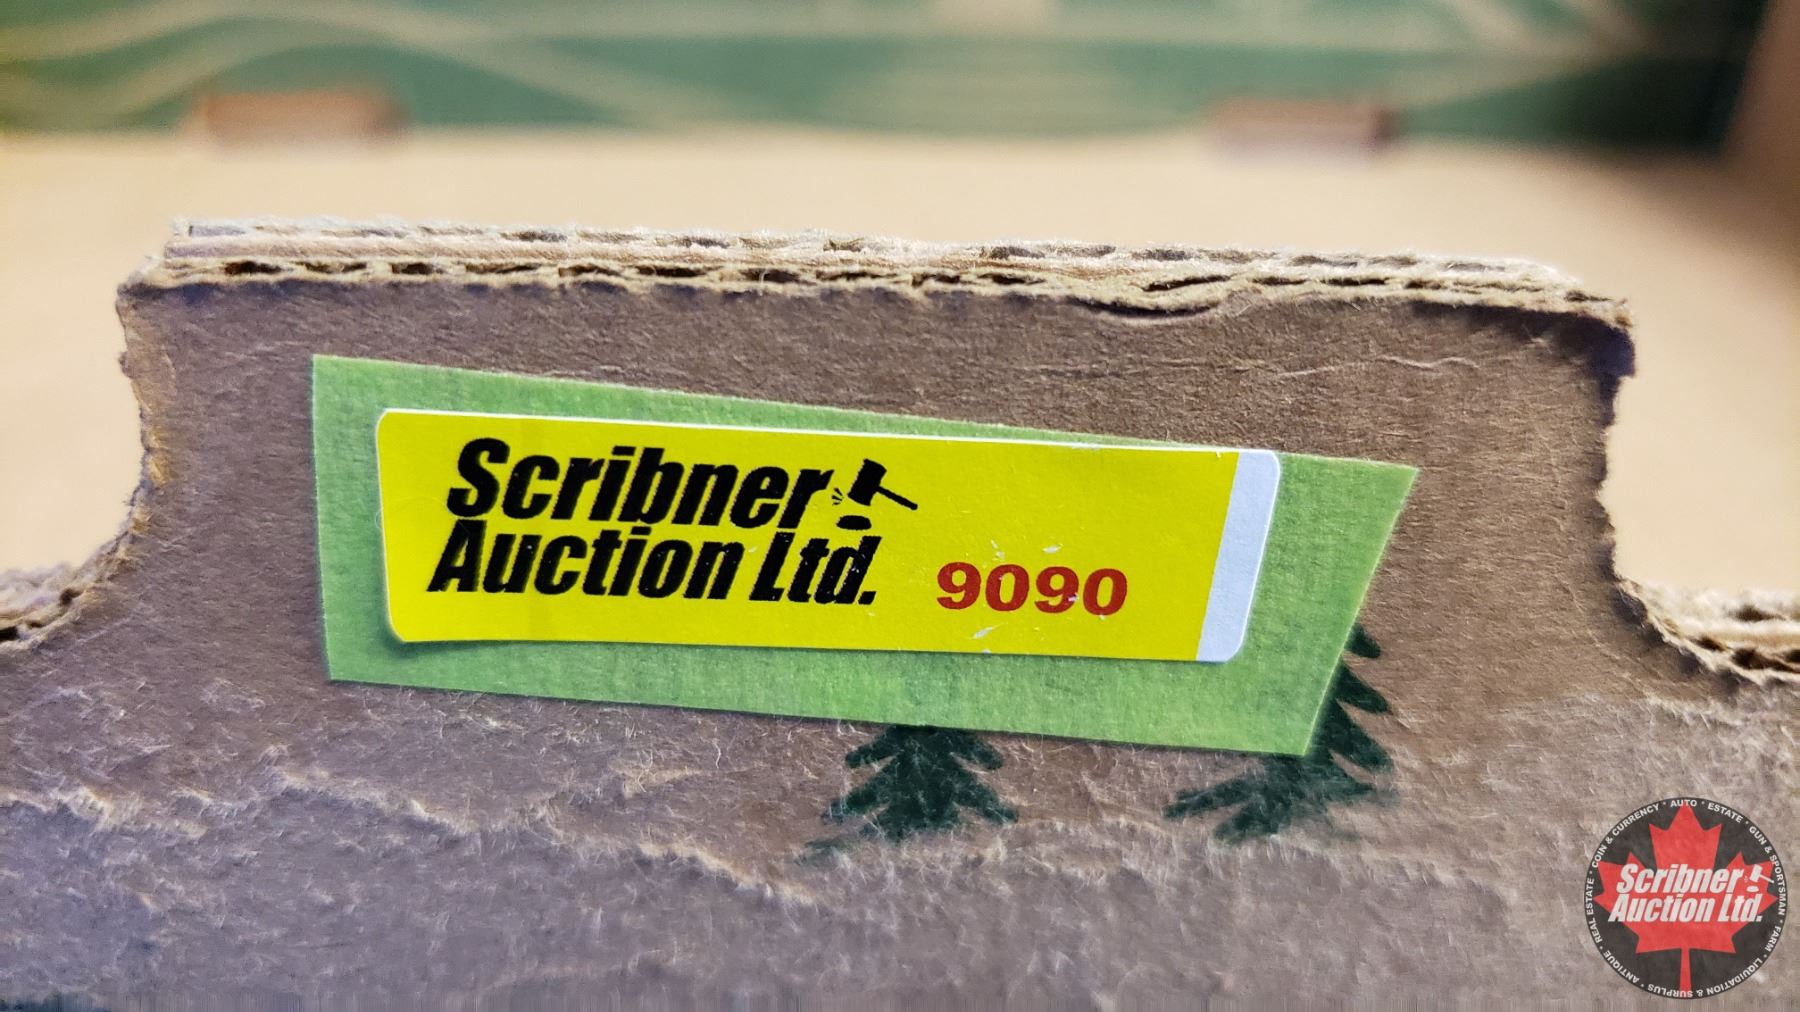 Scribner
Auction Ltd. 9090
COIN & CURRENCY • AUTO • ESTATE • GUN & SPORTSMAN • FARM • LIQUIDATION & SURPLUS • ANTIQUE • REAL ESTATE •
Scribner
Auction Ltd.